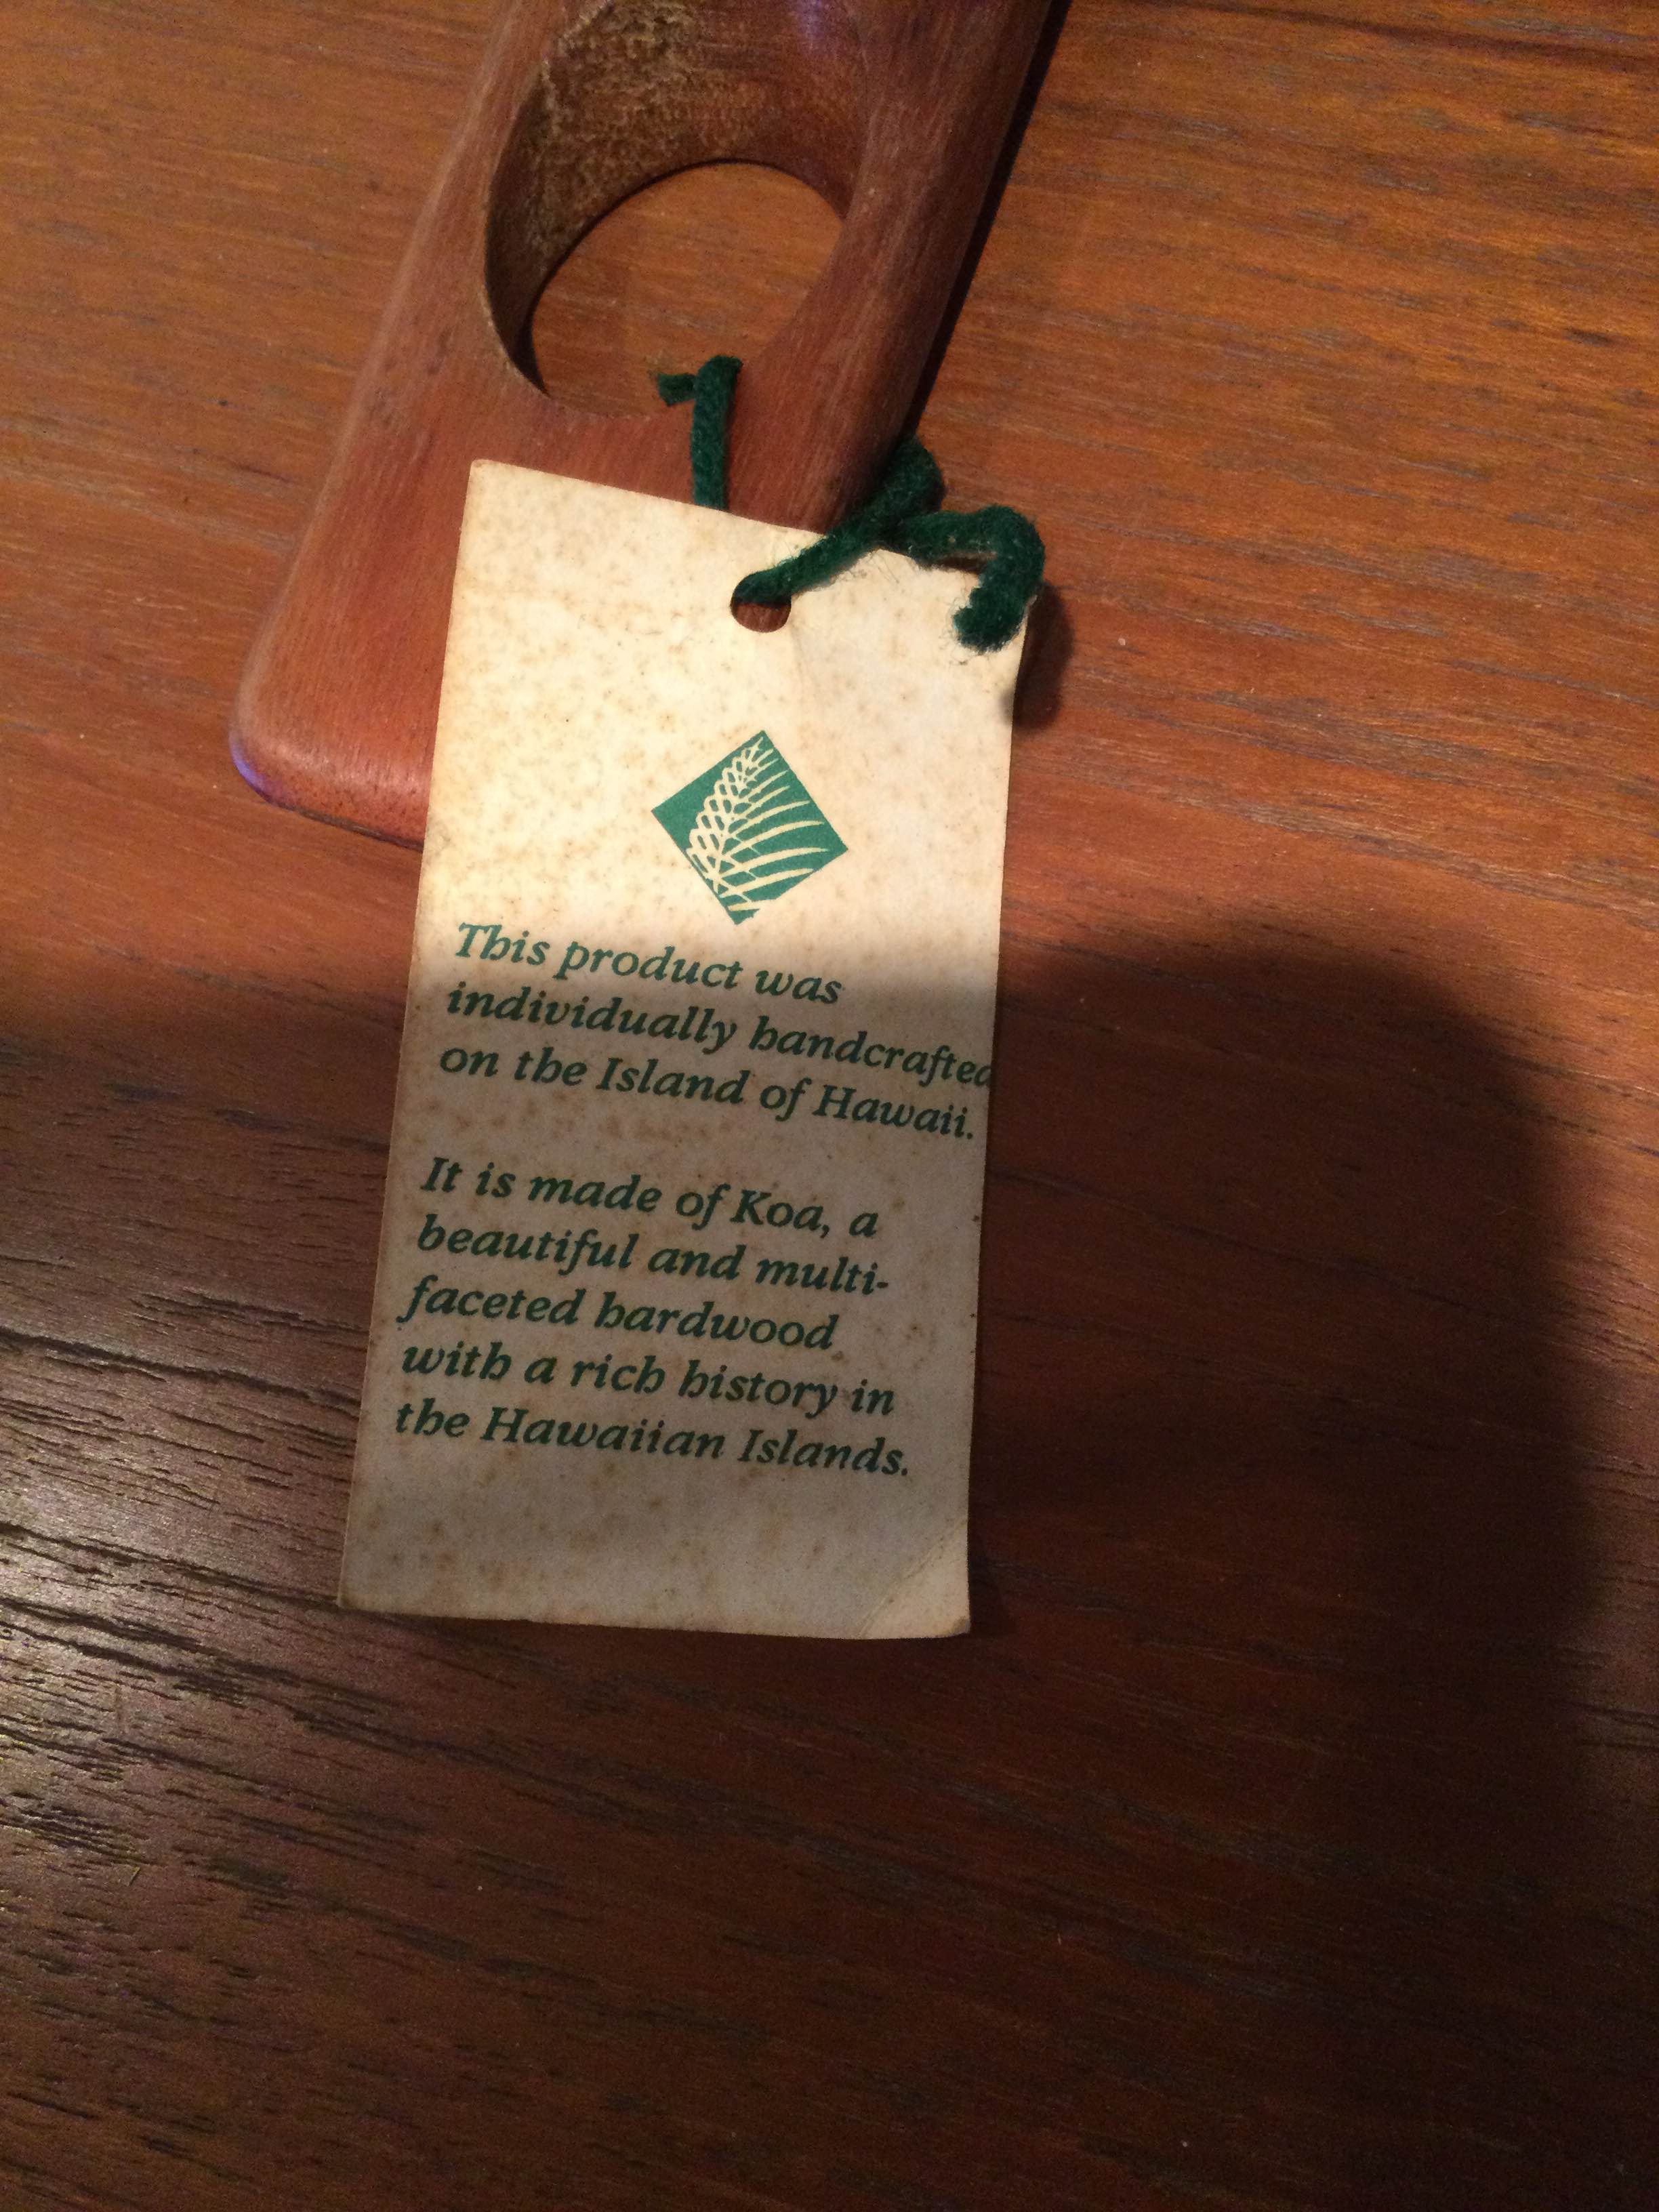 This product was
individually handcrafted
on the Island of Hawaii.
It is made of Koa, a
beautiful and multi-
faceted hardwood
with a rich history in
the Hawaiian Islands.